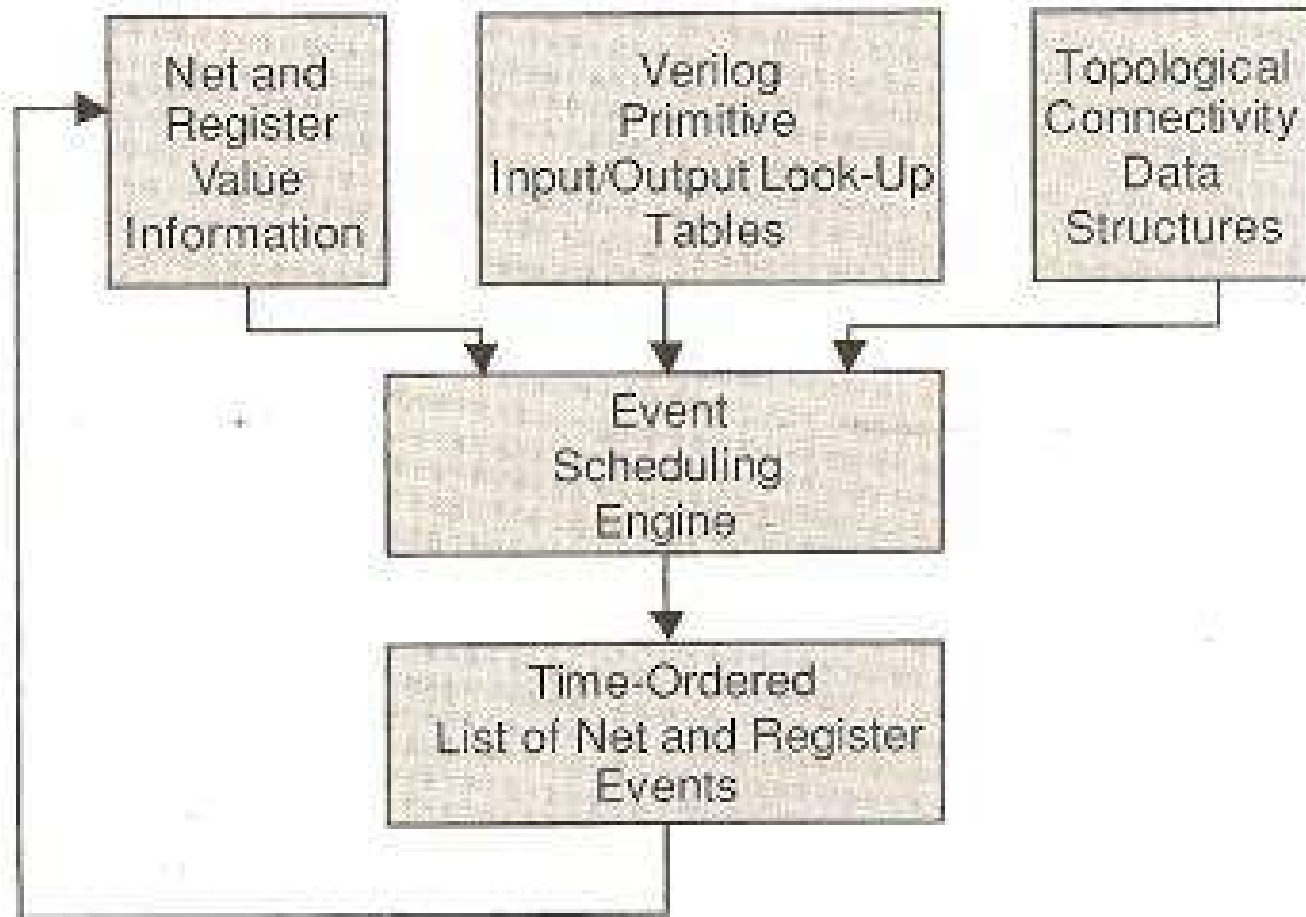 Net and
Register
Value
Information
Verilog
Primitive
Input/Output Look-Up
Tables
Topological
Connectivity
Data
Structures
Event
Scheduling
Engine
Time-Ordered
List of Net and Register
Events